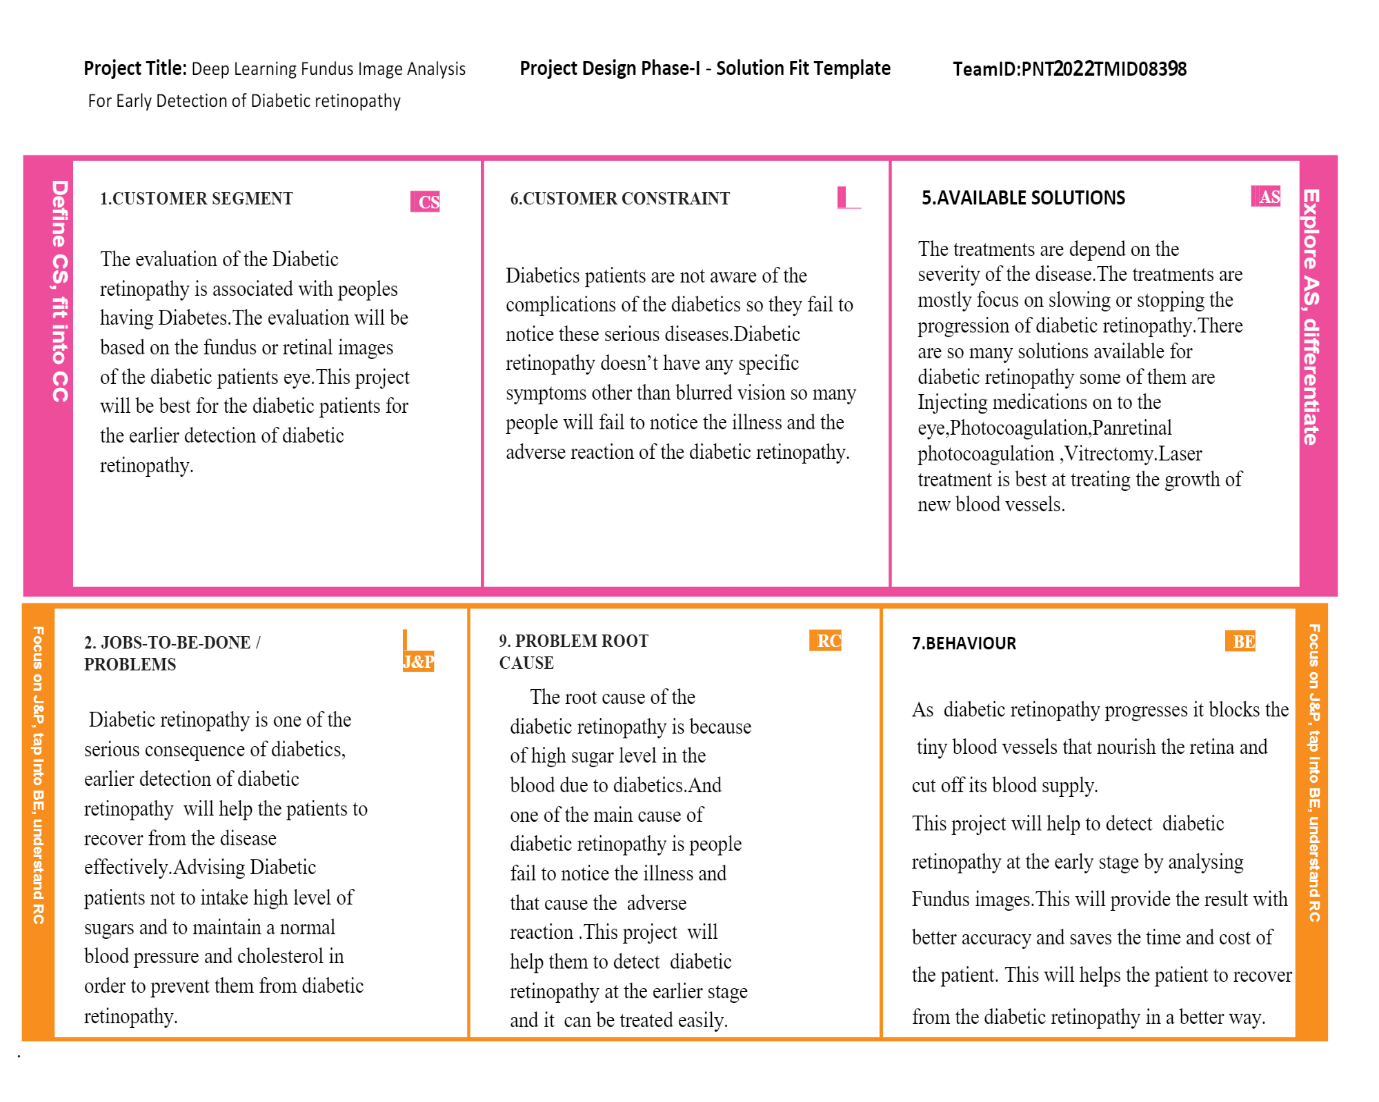 Project Title: Deep Learning Fundus Image Analysis
For Early Detection of Diabetic retinopathy
Project Design Phase-I - Solution Fit Template
TeamID:PNT2022TMID08398
Define CS, fit into CC
1.CUSTOMER SEGMENT
CS
The evaluation of the Diabetic
retinopathy is associated with peoples
having Diabetes.The evaluation will be
based on the fundus or retinal images
of the diabetic patients eye.This project
will be best for the diabetic patients for
the earlier detection of diabetic
retinopathy.
6.CUSTOMER CONSTRAINT
Diabetics patients are not aware of the
complications of the diabetics so they fail to
notice these serious diseases.Diabetic
retinopathy doesn’t have any specific
symptoms other than blurred vision so many
people will fail to notice the illness and the
adverse reaction of the diabetic retinopathy.
5.AVAILABLE SOLUTIONS
AS
The treatments are depend on the
severity of the disease.The treatments are
mostly focus on slowing or stopping the
progression of diabetic retinopathy.There
are so many solutions available for
diabetic retinopathy some of them are
Injecting medications on to the
eye,Photocoagulation,Panretinal
photocoagulation ,Vitrectomy.Laser
treatment is best at treating the growth of
new blood vessels.
Explore AS, differentiate
Focus on J&P, tap into BE, understand RC
2. JOBS-TO-BE-DONE /
PROBLEMS
J&P
Diabetic retinopathy is one of the
serious consequence of diabetics,
earlier detection of diabetic
retinopathy will help the patients to
recover from the disease
effectively.Advising Diabetic
patients not to intake high level of
sugars and to maintain a normal
blood pressure and cholesterol in
order to prevent them from diabetic
retinopathy.
9. PROBLEM ROOT
CAUSE
RC
The root cause of the
diabetic retinopathy is because
of high sugar level in the
blood due to diabetics.And
one of the main cause of
diabetic retinopathy is people
fail to notice the illness and
that cause the adverse
reaction .This project will
help them to detect diabetic
retinopathy at the earlier stage
and it can be treated easily.
7.BEHAVIOUR
BE
As diabetic retinopathy progresses it blocks the
tiny blood vessels that nourish the retina and
cut off its blood supply.
This project will help to detect diabetic
retinopathy at the early stage by analysing
Fundus images.This will provide the result with
better accuracy and saves the time and cost of
the patient. This will helps the patient to recover
from the diabetic retinopathy in a better way.
Focus on J&P, tap into BE, understand RC
.